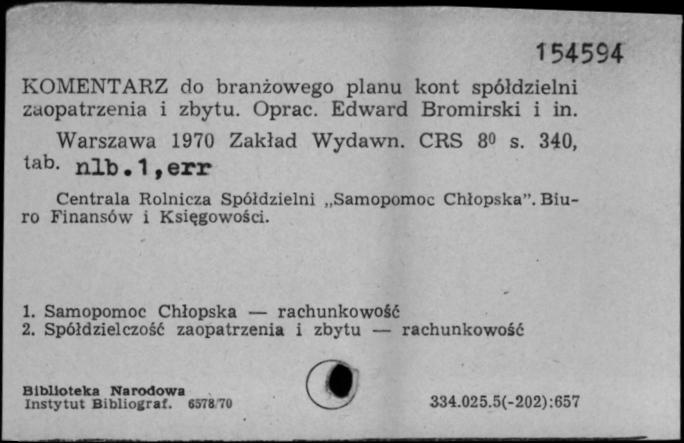 154594
KOMENTARZ do branżowego planu kont spółdzielni
zaopatrzenia i zbytu. Oprac. Edward Bromirski i in.
Warszawa 1970 Zakład Wydawn. CRS 8⁰ s. 340,
tab. nlb.1,err
Centrala Rolnicza Spółdzielni „Samopomoc Chłopska”. Biu-
ro Finansów i Księgowości.
1. Samopomoc Chłopska — rachunkowość
2. Spółdzielczość zaopatrzenia i zbytu — rachunkowość
Biblioteka Narodowa
Instytut Bibliograf. 6578/70
334.025.5(-202):657